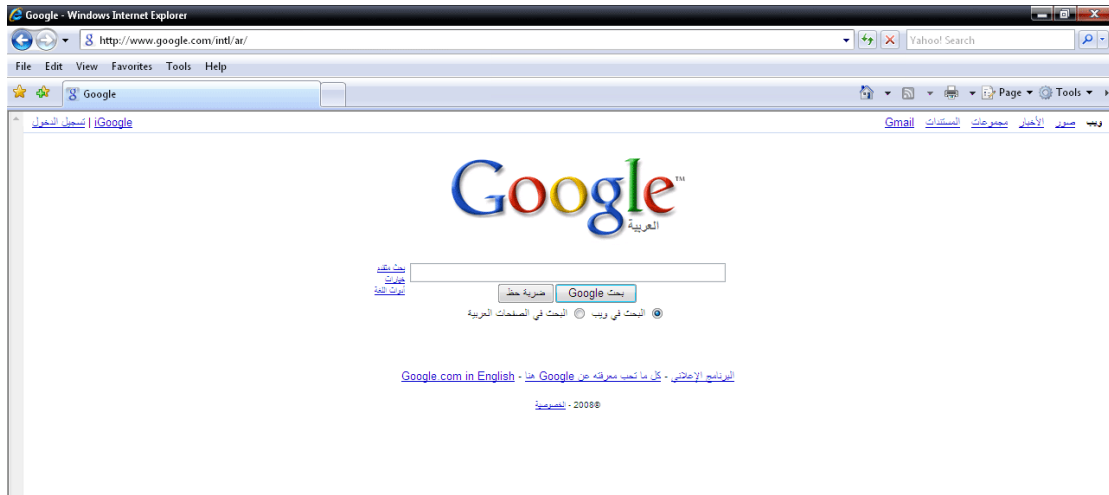 Google - Windows Internet Explorer
http://www.google.com/intl/ar/
Yahoo! Search
File Edit View Favorites Tools Help
Google
Page Tools
ويب صور الأخبار مجموعات المستندات Gmail
iGoogle | تسجيل الدخول
Google™
العربية
بحث متقدم
خيارات
أدوات اللغة
بحث Google ضربة حظ
البحث في ويب البحث في الصفحات العربية
البرنامج الإعلاني - كل ما تحب معرفته عن Google هنا - Google.com in English
©2008 - الخصوصية